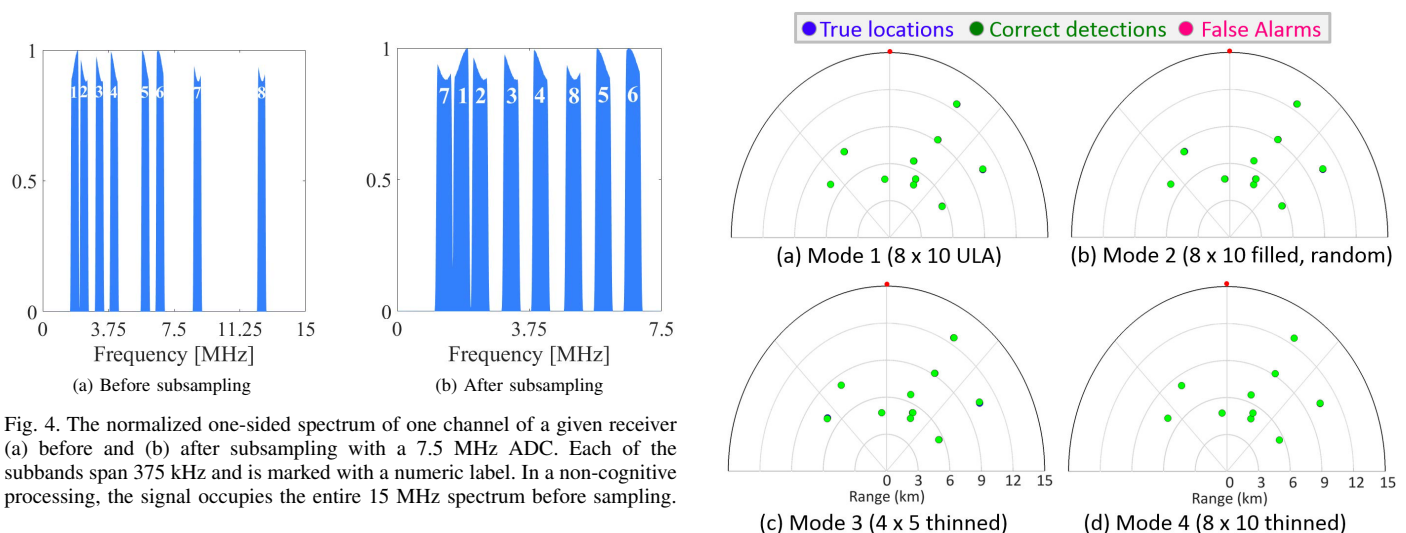 1
0.5
0
1 2 3 4 5 6 7 8
0 3.75 7.5 11.25 15
Frequency [MHz]
(a) Before subsampling
1
0.5
0
7 1 2 3 4 8 5 6
0 3.75 7.5
Frequency [MHz]
(b) After subsampling
Fig. 4. The normalized one-sided spectrum of one channel of a given receiver
(a) before and (b) after subsampling with a 7.5 MHz ADC. Each of the
subbands span 375 kHz and is marked with a numeric label. In a non-cognitive
processing, the signal occupies the entire 15 MHz spectrum before sampling.
True locations Correct detections False Alarms
(a) Mode 1 (8 x 10 ULA)
(b) Mode 2 (8 x 10 filled, random)
0 3 6 9 12 15
Range (km)
(c) Mode 3 (4 x 5 thinned)
0 3 6 9 12 15
Range (km)
(d) Mode 4 (8 x 10 thinned)